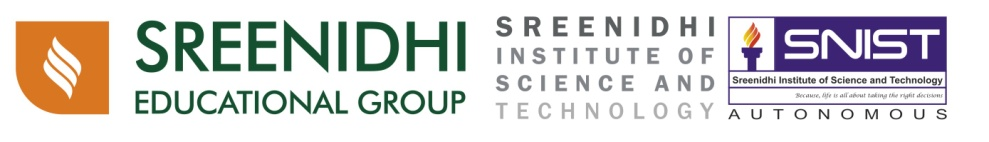 SREENIDHI
EDUCATIONAL GROUP
SREENIDHI
INSTITUTE OF
SCIENCE AND
TECHNOLOGY
SNIST
Sreenidhi Institute of Science and Technology
Because, life is all about taking the right decisions
AUTONOMOUS